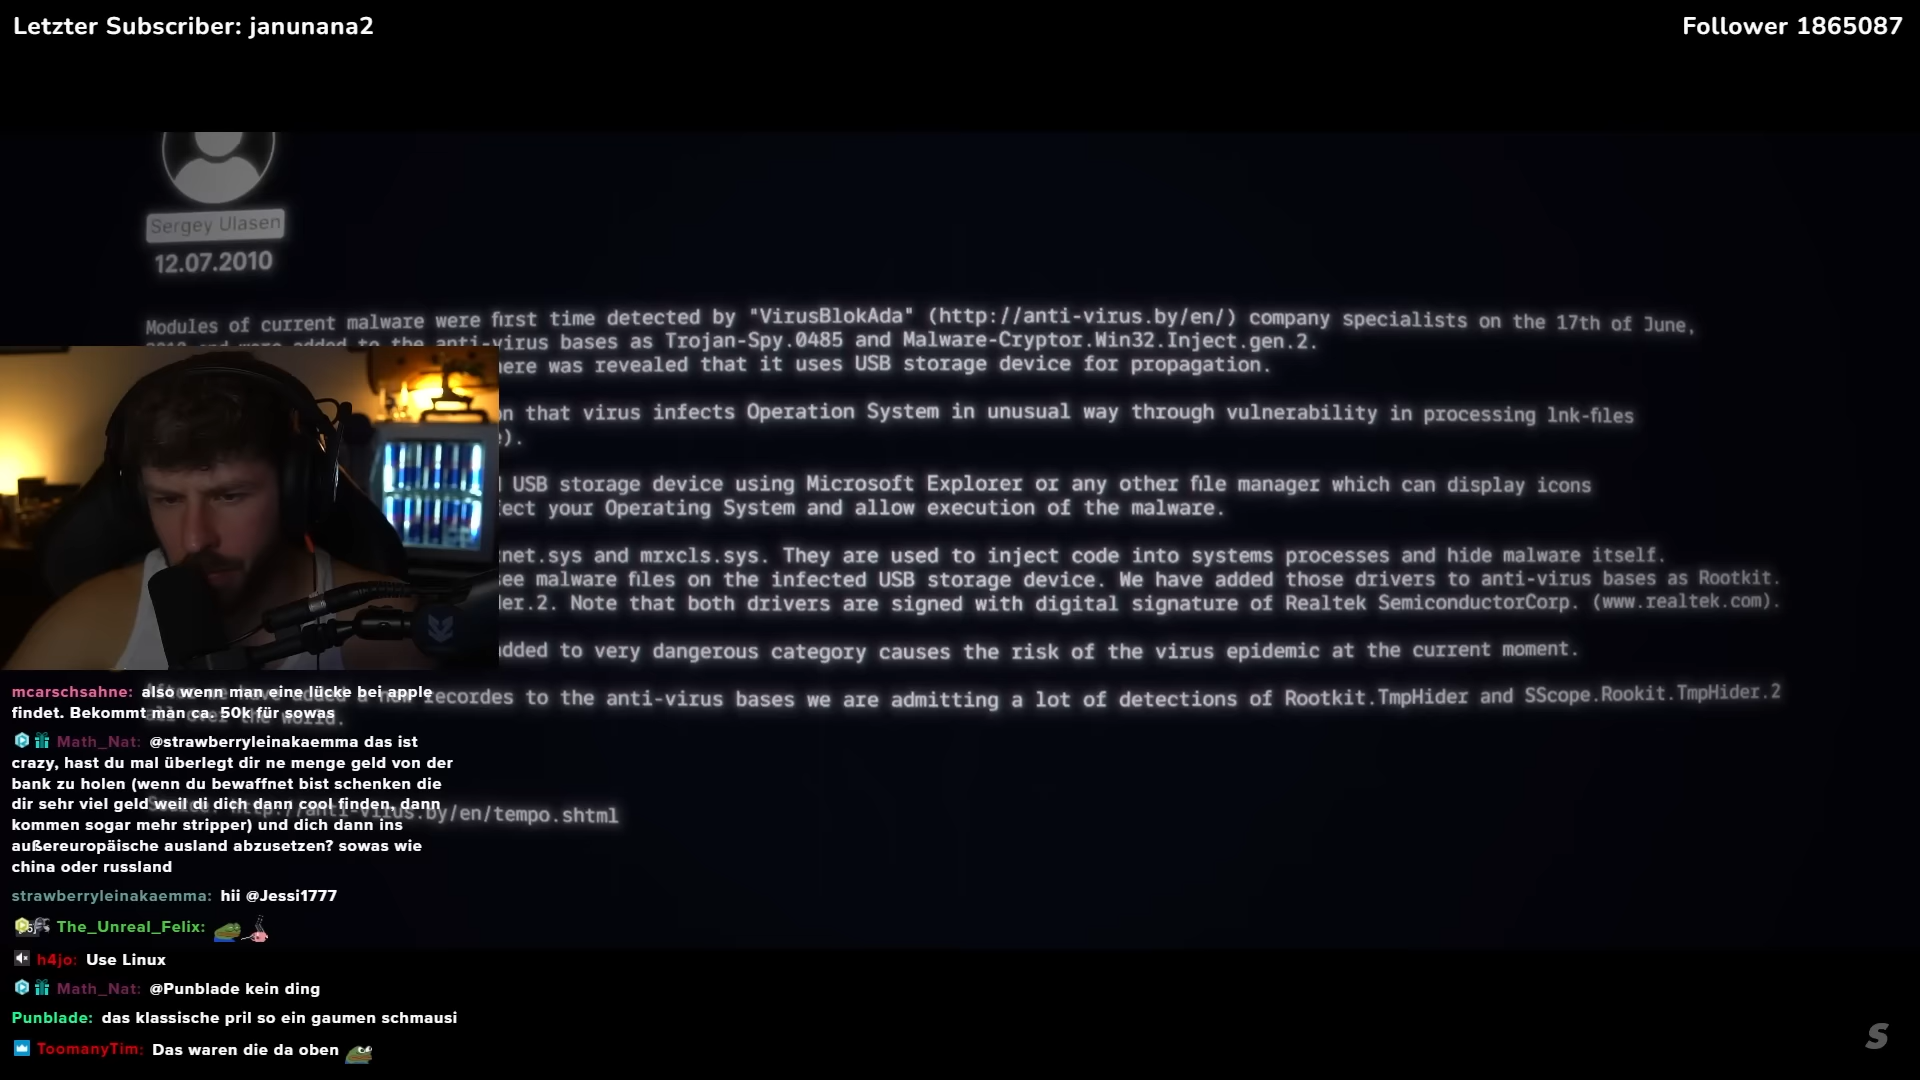 Letzter Subscriber: janunana2
Follower 1865087
Sergey Ulasen
12.07.2010
Modules of current malware were first time detected by "VirusBlokAda" (http://anti-virus.by/en/) company specialists on the 17th of June,
anti-virus bases as Trojan-Spy.0485 and Malware-Cryptor.Win32.Inject.gen.2.
was revealed that it uses USB storage device for propagation.
that virus infects Operation System in unusual way through vulnerability in processing lnk-files
).
USB storage device using Microsoft Explorer or any other file manager which can display icons
your Operating System and allow execution of the malware.
net.sys and mrxcls.sys. They are used to inject code into systems processes and hide malware itself.
malware files on the infected USB storage device. We have added those drivers to anti-virus bases as Rootkit.
er.2. Note that both drivers are signed with digital signature of Realtek SemiconductorCorp. (www.realtek.com).
to very dangerous category causes the risk of the virus epidemic at the current moment.
recordes to the anti-virus bases we are admitting a lot of detections of Rootkit.TmpHider and SScope.Rookit.TmpHider.2
all over the world.
http://anti-virus.by/en/tempo.shtml
mcarschsahne: also wenn man eine lücke bei apple
findet. Bekommt man ca. 50k für sowas
Math_Nat: @strawberryleinakaemma das ist
crazy, hast du mal überlegt dir ne menge geld von der
bank zu holen (wenn du bewaffnet bist schenken die
dir sehr viel geld weil di dich dann cool finden, dann
kommen sogar mehr stripper) und dich dann ins
außereuropäische ausland abzusetzen? sowas wie
china oder russland
strawberryleinakaemma: hii @Jessi1777
The_Unreal_Felix:
h4jo: Use Linux
Math_Nat: @Punblade kein ding
Punblade: das klassische pril so ein gaumen schmausi
ToomanyTim: Das waren die da oben
S